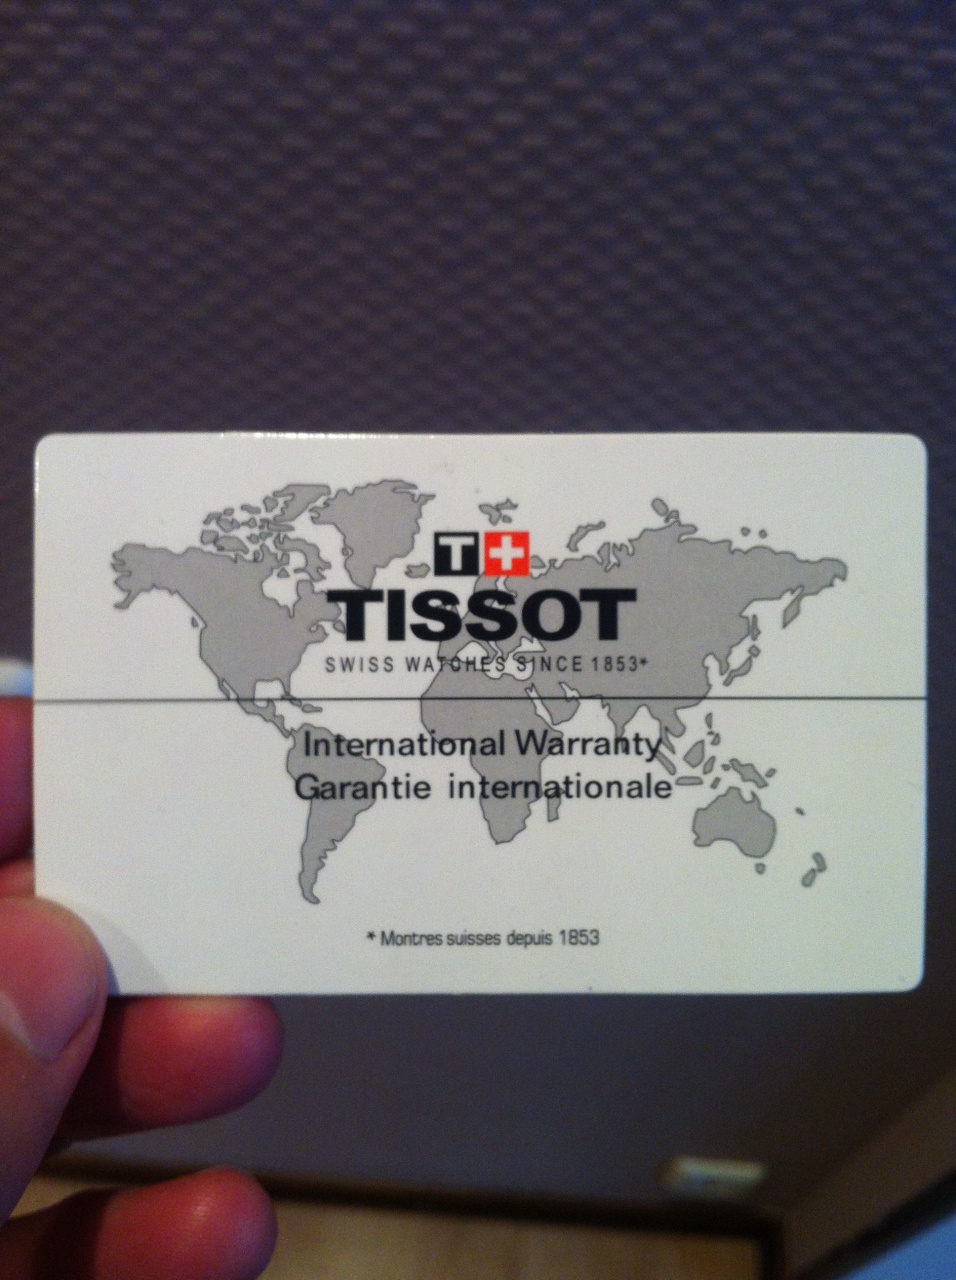 T+
TISSOT
SWISS WATCHES SINCE 1853*
International Warranty
Garantie internationale
* Montres suisses depuis 1853